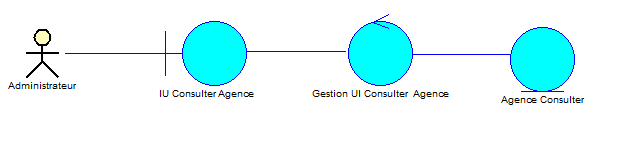 Administrateur
IU Consulter Agence
Gestion UI Consulter Agence
Agence Consulter